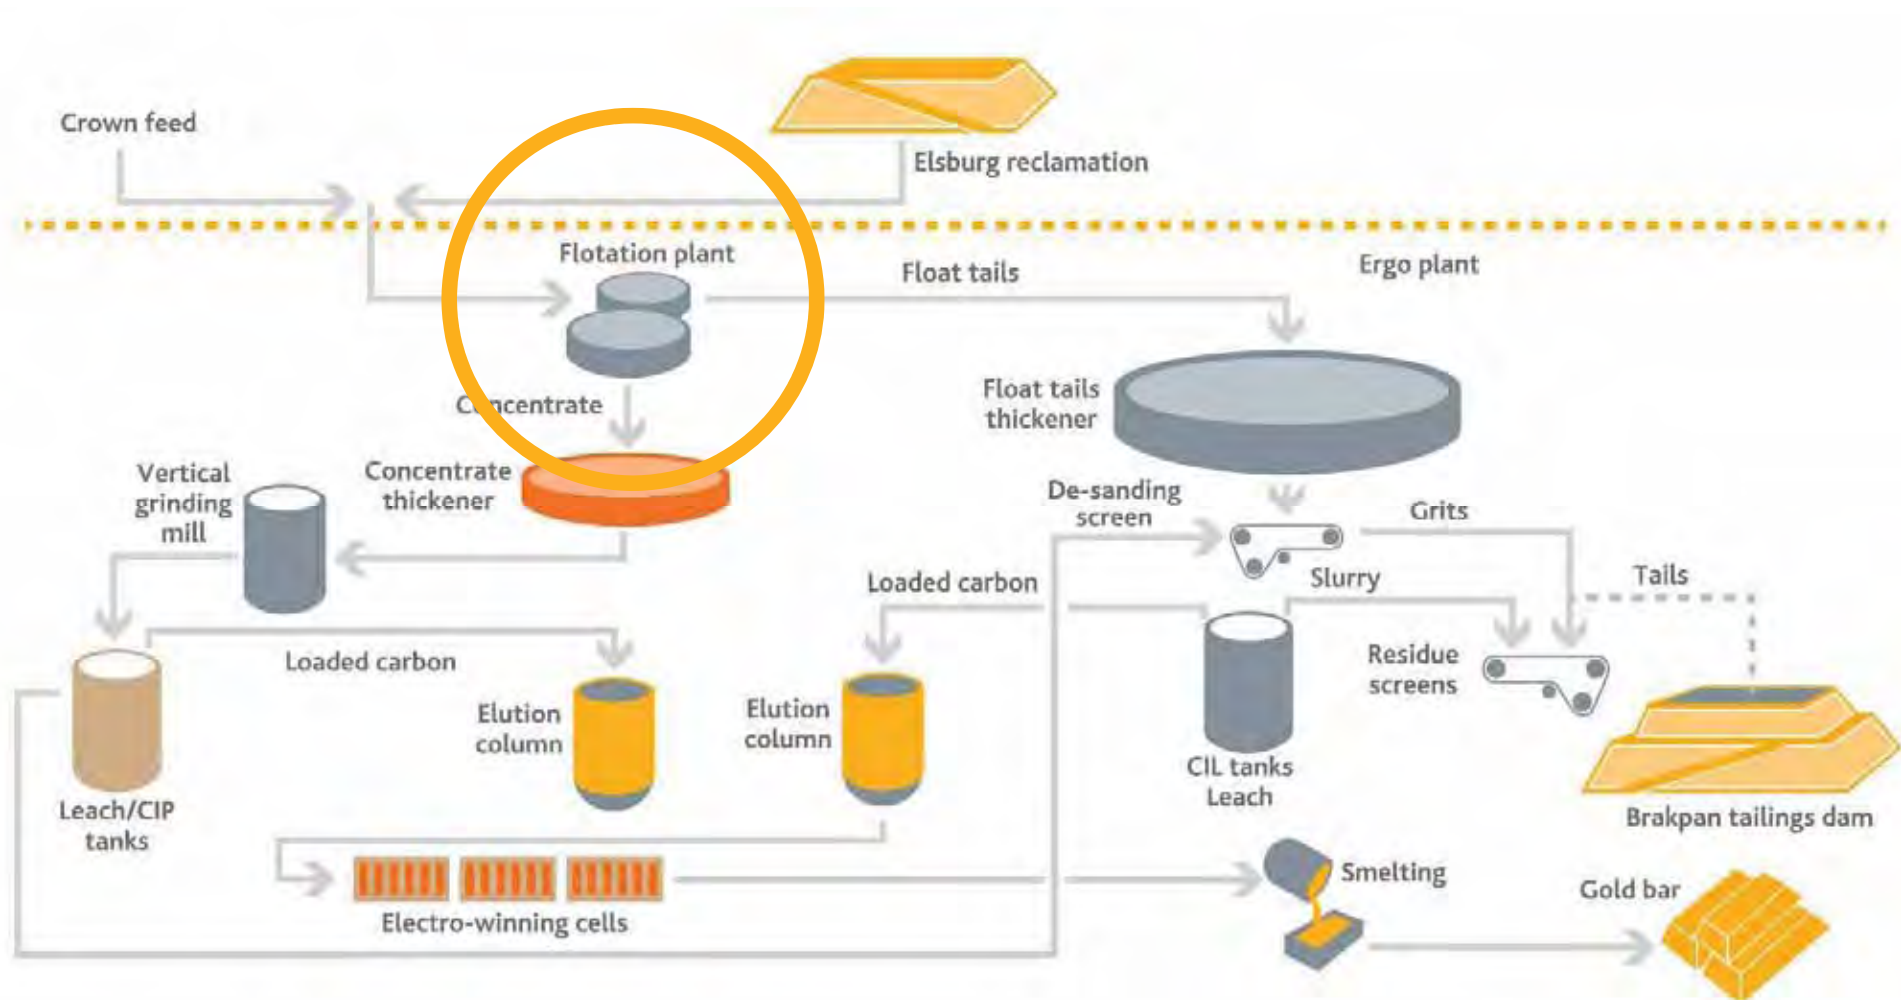 Crown feed
Elsburg reclamation
Flotation plant
Float tails
Ergo plant
Concentrate
Float tails
thickener
Vertical
grinding
mill
Concentrate
thickener
De-sanding
screen
Grits
Loaded carbon
Slurry
Tails
Loaded carbon
Residue
screens
Elution
column
Elution
column
CIL tanks
Leach
Leach/CIP
tanks
Brakpan tailings dam
Electro-winning cells
Smelting
Gold bar